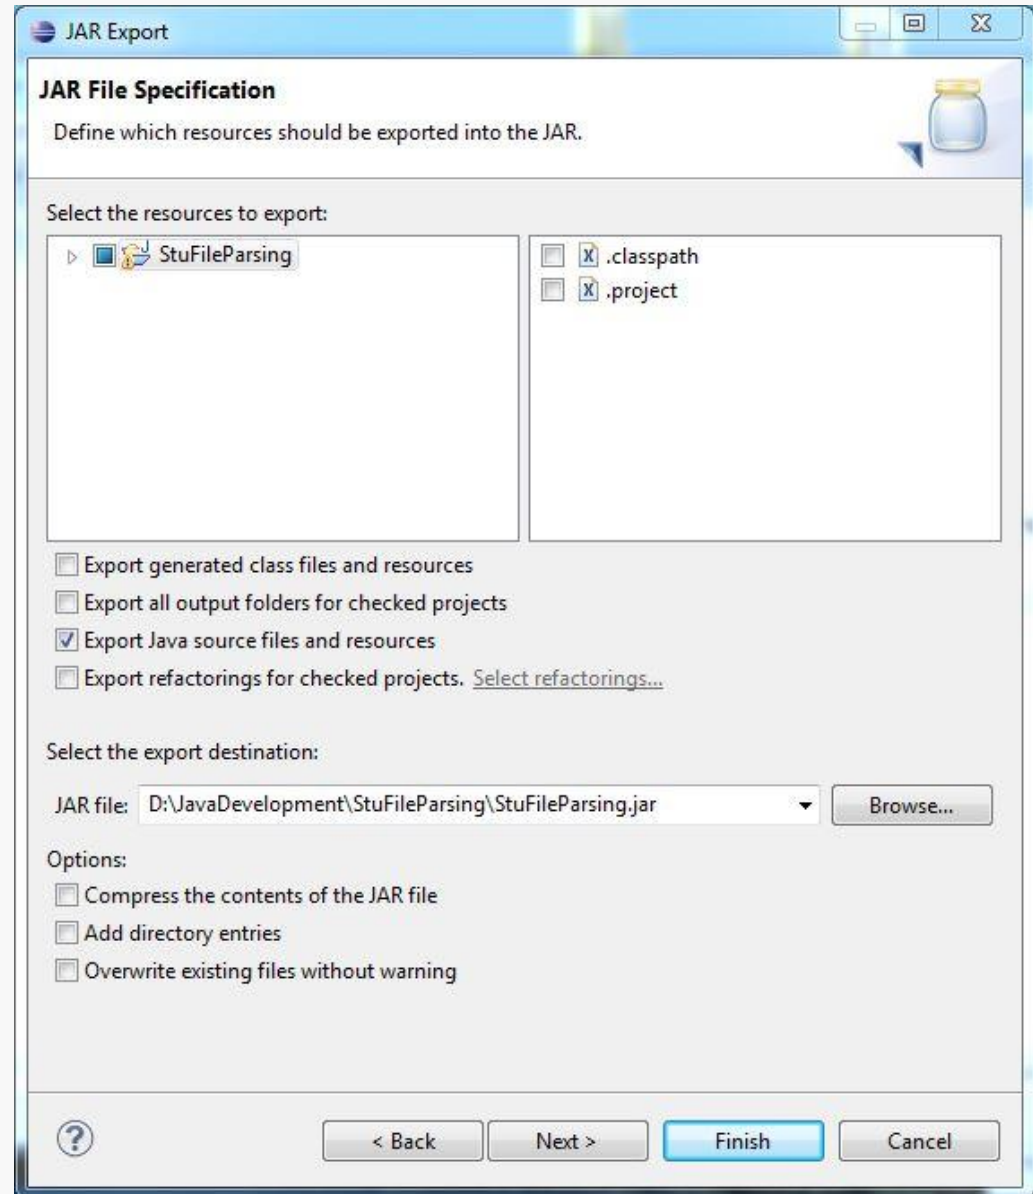 JAR Export
JAR File Specification
Define which resources should be exported into the JAR.
Select the resources to export:
StuFileParsing
.classpath
.project
Export generated class files and resources
Export all output folders for checked projects
Export Java source files and resources
Export refactorings for checked projects. Select refactorings...
Select the export destination:
JAR file: D:\JavaDevelopment\StuFileParsing\StuFileParsing.jar Browse...
Options:
Compress the contents of the JAR file
Add directory entries
Overwrite existing files without warning
< Back Next > Finish Cancel